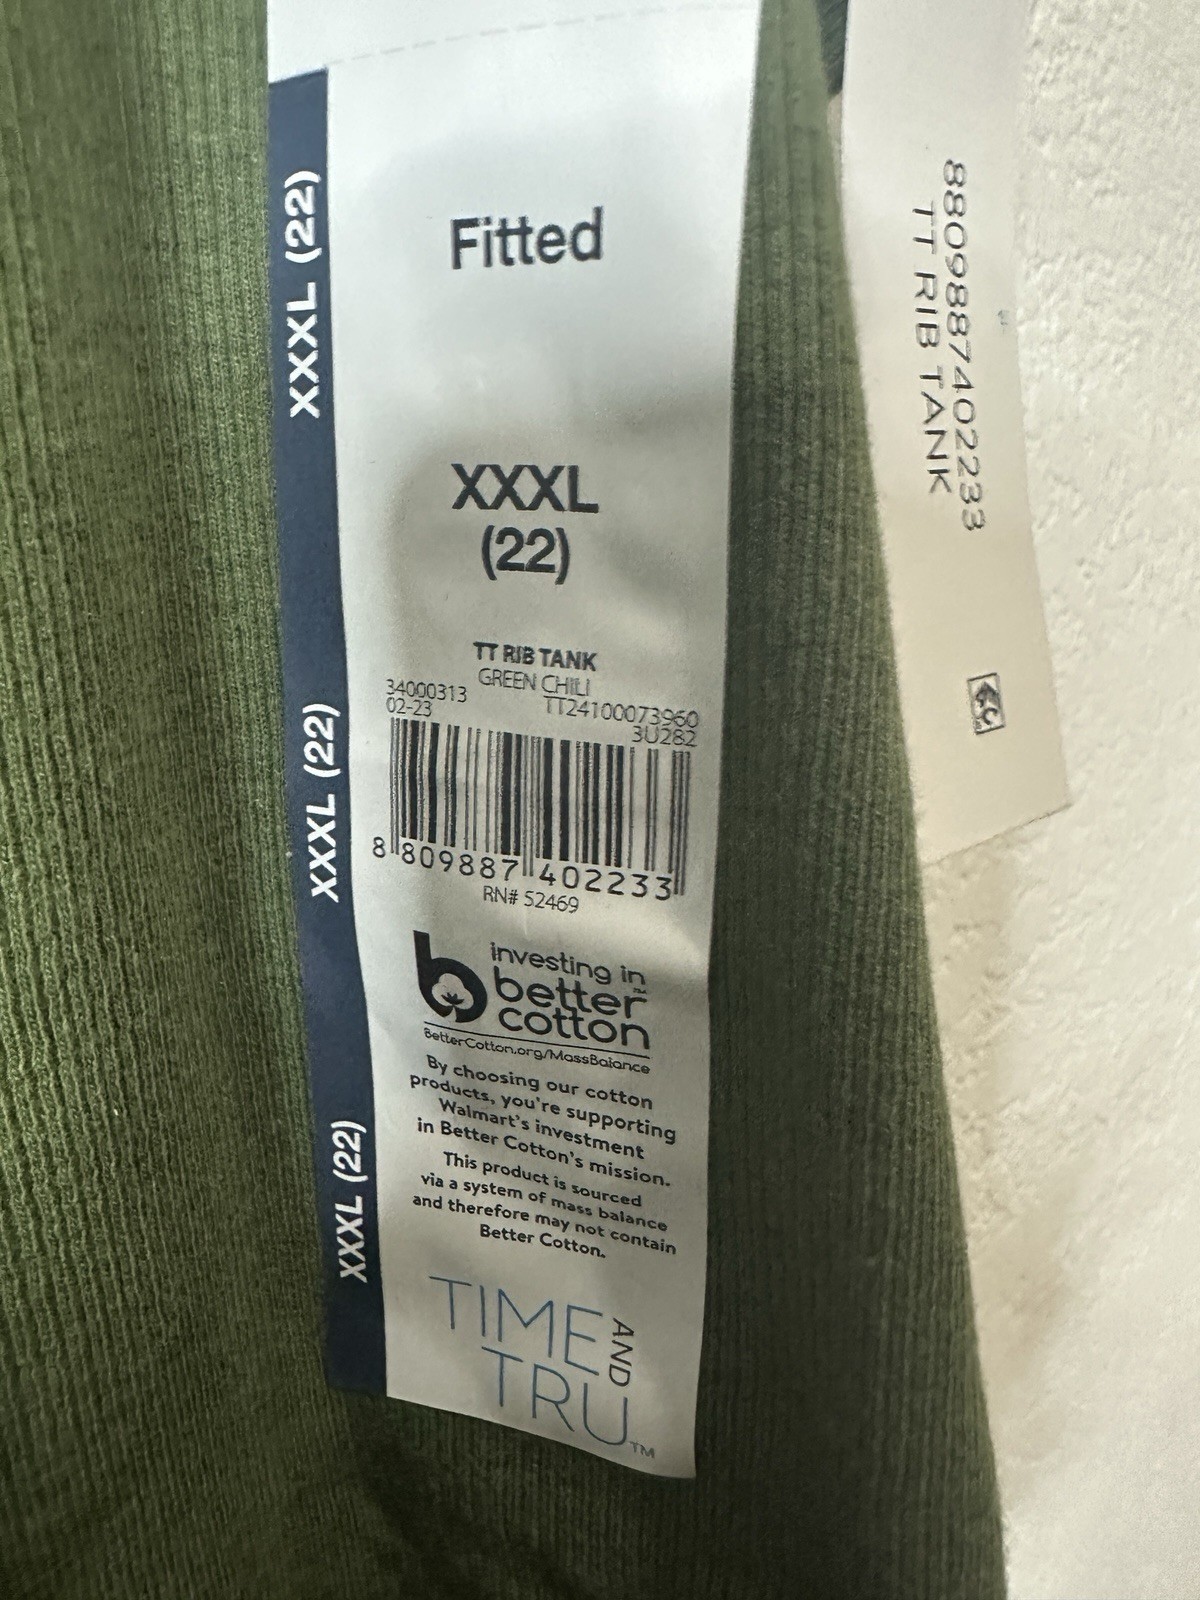 Fitted
XXXL
(22)
TT RIB TANK
GREEN CHILI
34000313
02-23
TT24100073960
3U282
8 809887 402233
RN# 52469
investing in
better™
cotton
BetterCotton.org/MassBalance
By choosing our cotton
products, you're supporting
Walmart's investment
in Better Cotton's mission.
This product is sourced
via a system of mass balance
and therefore may not contain
Better Cotton.
TIME
AND
TRU™
XXXL (22)
XXXL (22)
XXXL (22)
8809887402233
TT RIB TANK